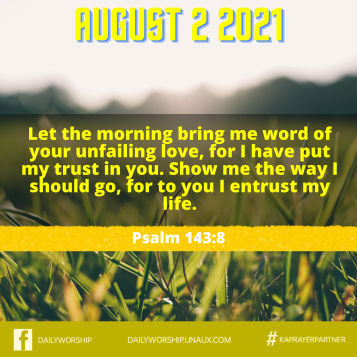 AUGUST 2 2021
Let the morning bring me word of
your unfailing love, for I have put
my trust in you. Show me the way I
should go, for to you I entrust my
life.
Psalm 143:8
f DAILYWORSHIP DAILYWORSHIP.UNAUX.COM # KAPRAYERPARTNER